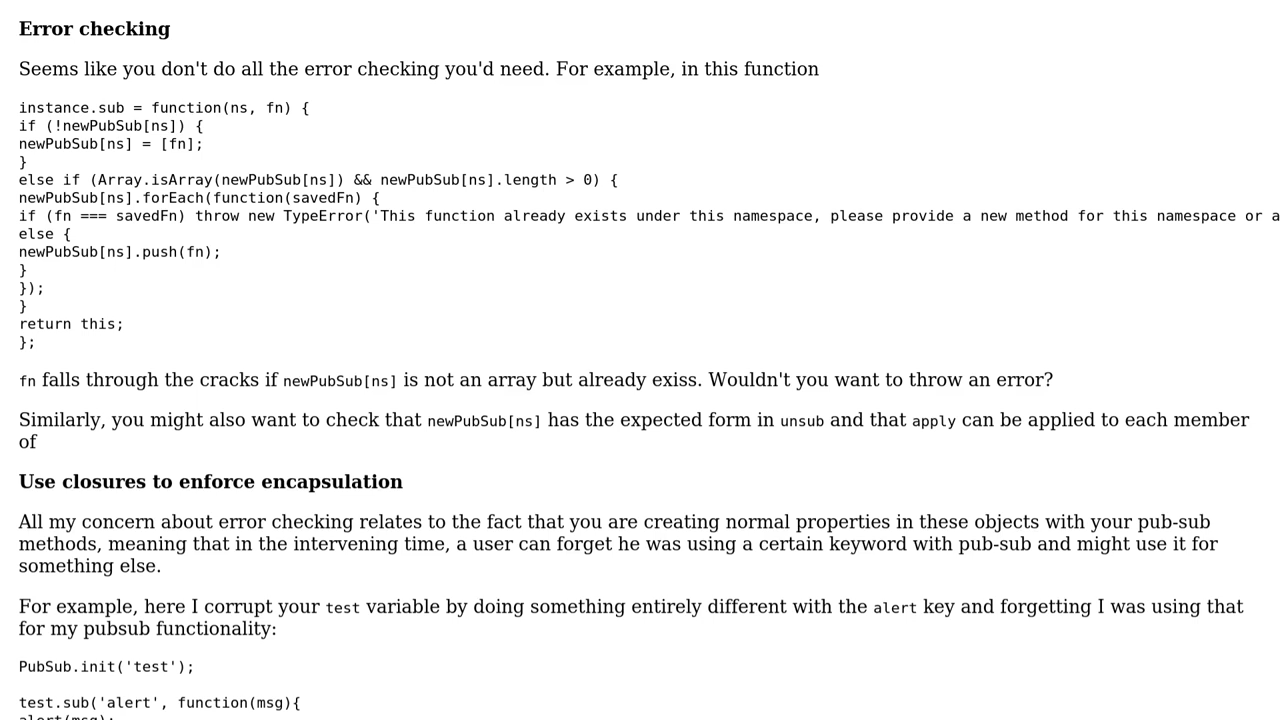 Error checking
Seems like you don't do all the error checking you'd need. For example, in this function
instance.sub = function(ns, fn) {
if (!newPubSub[ns]) {
newPubSub[ns] = [fn];
}
else if (Array.isArray(newPubSub[ns]) && newPubSub[ns].length > 0) {
newPubSub[ns].forEach(function(savedFn) {
if (fn === savedFn) throw new TypeError('This function already exists under this namespace, please provide a new method for this namespace or a
else {
newPubSub[ns].push(fn);
}
});
}
return this;
};
fn falls through the cracks if newPubSub[ns] is not an array but already exiss. Wouldn't you want to throw an error?
Similarly, you might also want to check that newPubSub[ns] has the expected form in unsub and that apply can be applied to each member
of
Use closures to enforce encapsulation
All my concern about error checking relates to the fact that you are creating normal properties in these objects with your pub-sub
methods, meaning that in the intervening time, a user can forget he was using a certain keyword with pub-sub and might use it for
something else.
For example, here I corrupt your test variable by doing something entirely different with the alert key and forgetting I was using that
for my pubsub functionality:
PubSub.init('test');
test.sub('alert', function(msg){
alert(msg);